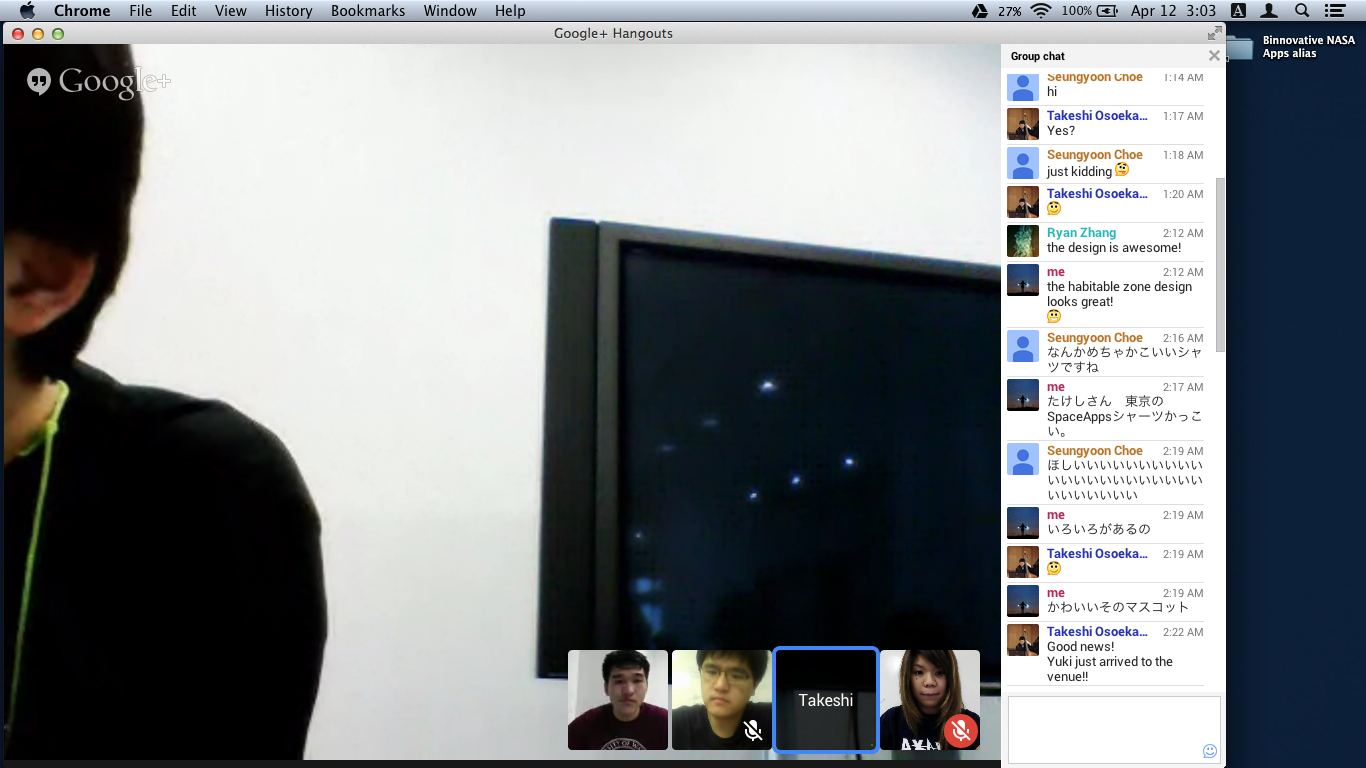 Chrome File Edit View History Bookmarks Window Help 27% 100% Apr 12 3:03 A
Google+ Hangouts
Google+
Binnovative NASA
Apps alias
Group chat
Seungyoon Choe 1:14 AM
hi
Takeshi Osoeka... 1:17 AM
Yes?
Seungyoon Choe 1:18 AM
just kidding
Takeshi Osoeka... 1:20 AM
Ryan Zhang 2:12 AM
the design is awesome!
me 2:12 AM
the habitable zone design
looks great!
Seungyoon Choe 2:16 AM
なんかめちゃかこいいシャ
ツですね
me 2:17 AM
たけしさん　東京の
SpaceAppsシャーツかっこ
い。
Seungyoon Choe 2:19 AM
ほしいいいいいいいいいい
いいいいいいいいいいいい
いいいいいいい
me 2:19 AM
いろいろがあるの
Takeshi Osoeka... 2:19 AM
me 2:19 AM
かわいいそのマスコット
Takeshi Osoeka... 2:22 AM
Good news!
Yuki just arrived to the
venue!!
Takeshi